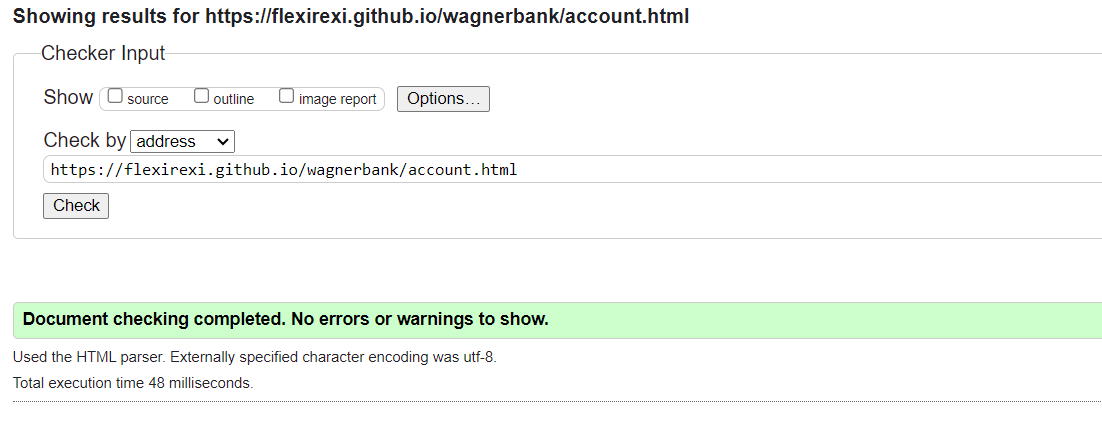 Showing results for https://flexirexi.github.io/wagnerbank/account.html
Checker Input
Show source outline image report Options...
Check by address
https://flexirexi.github.io/wagnerbank/account.html
Check
Document checking completed. No errors or warnings to show.
Used the HTML parser. Externally specified character encoding was utf-8.
Total execution time 48 milliseconds.